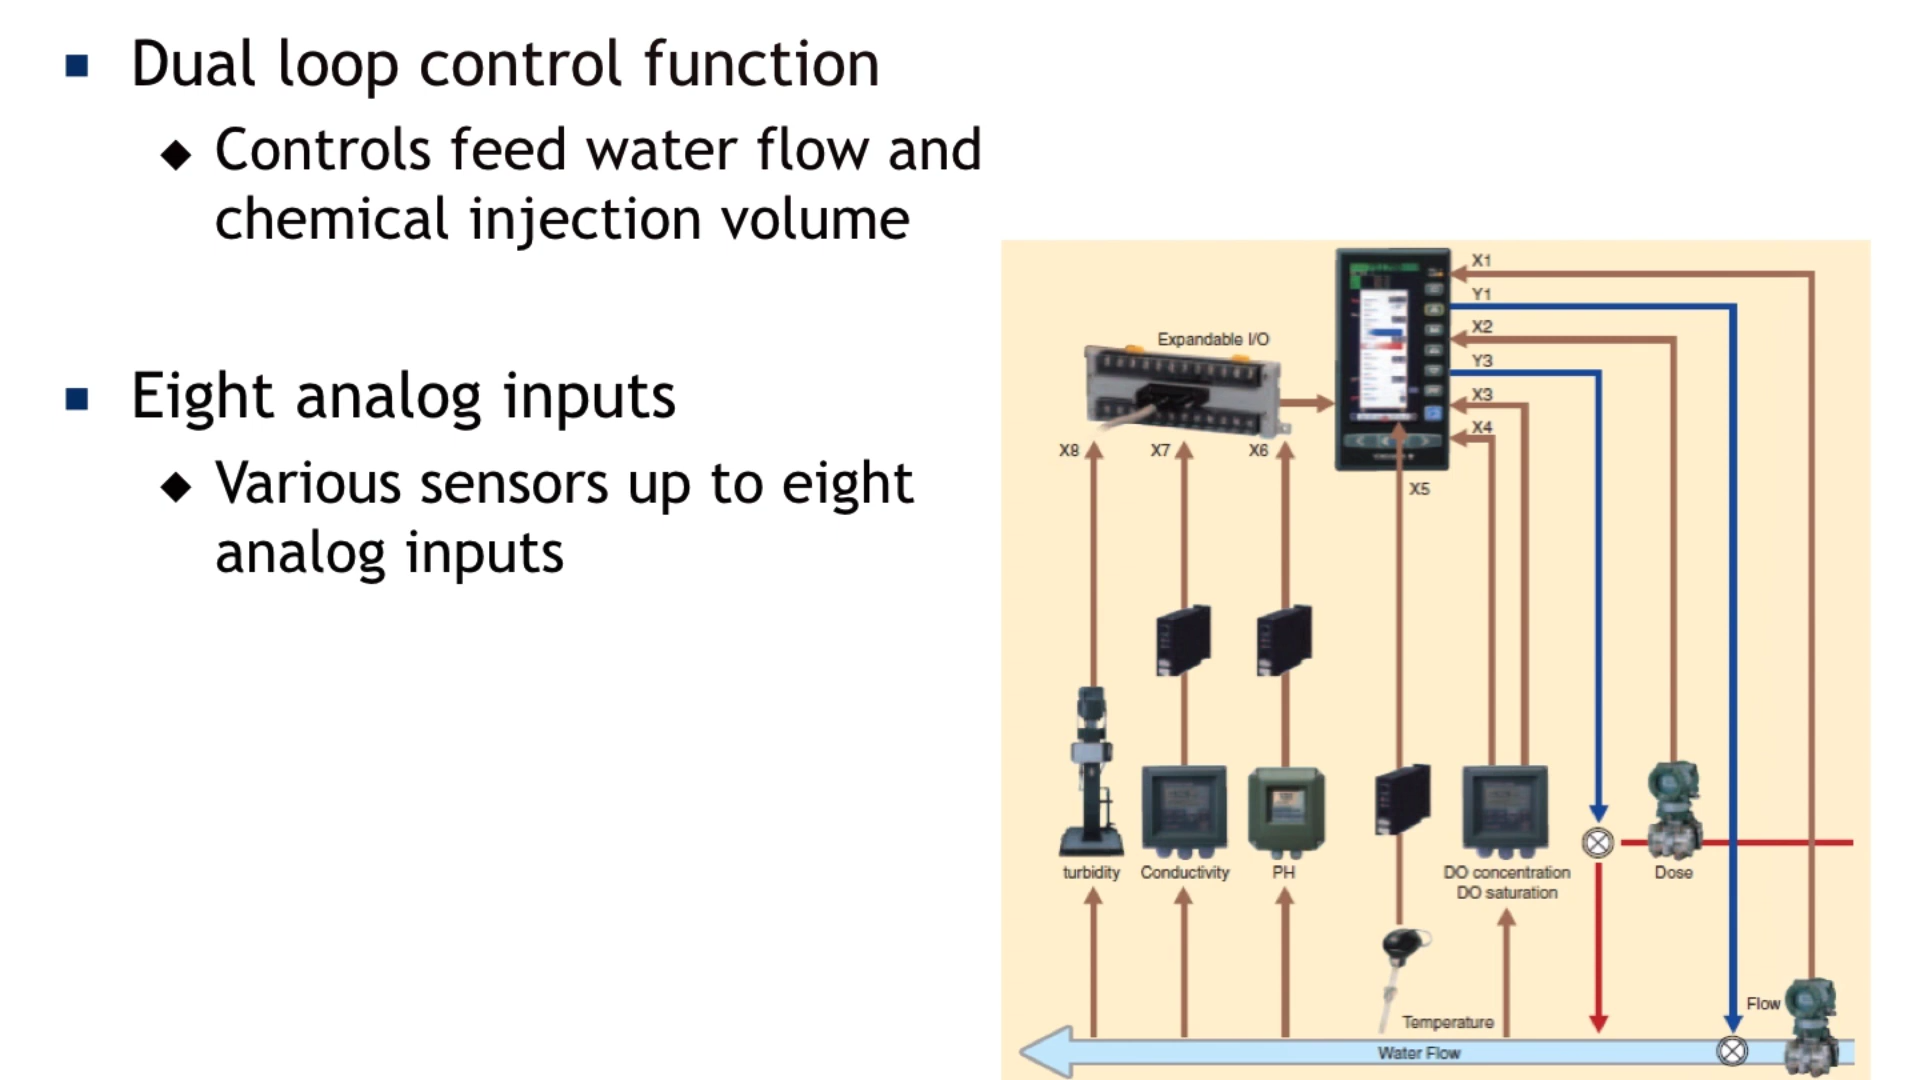 Dual loop control function
Controls feed water flow and
chemical injection volume
Eight analog inputs
Various sensors up to eight
analog inputs
X1
Y1
X2
Y3
X3
X4
X5
Expandable I/O
X8
X7
X6
turbidity
Conductivity
PH
DO concentration
DO saturation
Dose
Flow
Temperature
Water Flow